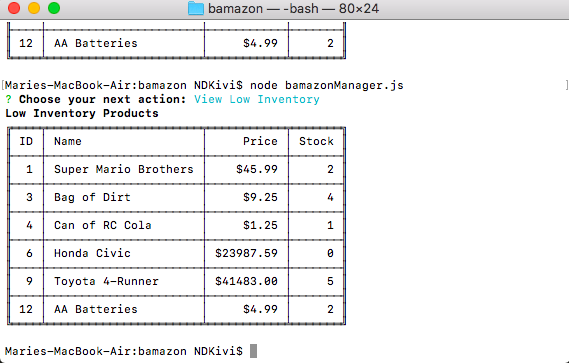 bamazon — -bash — 80×24
12 AA Batteries $4.99 2
[Maries-MacBook-Air:bamazon NDKivi$ node bamazonManager.js ]
? Choose your next action: View Low Inventory
Low Inventory Products
ID Name Price Stock
1 Super Mario Brothers $45.99 2
3 Bag of Dirt $9.25 4
4 Can of RC Cola $1.25 1
6 Honda Civic $23987.59 0
9 Toyota 4-Runner $41483.00 5
12 AA Batteries $4.99 2
Maries-MacBook-Air:bamazon NDKivi$